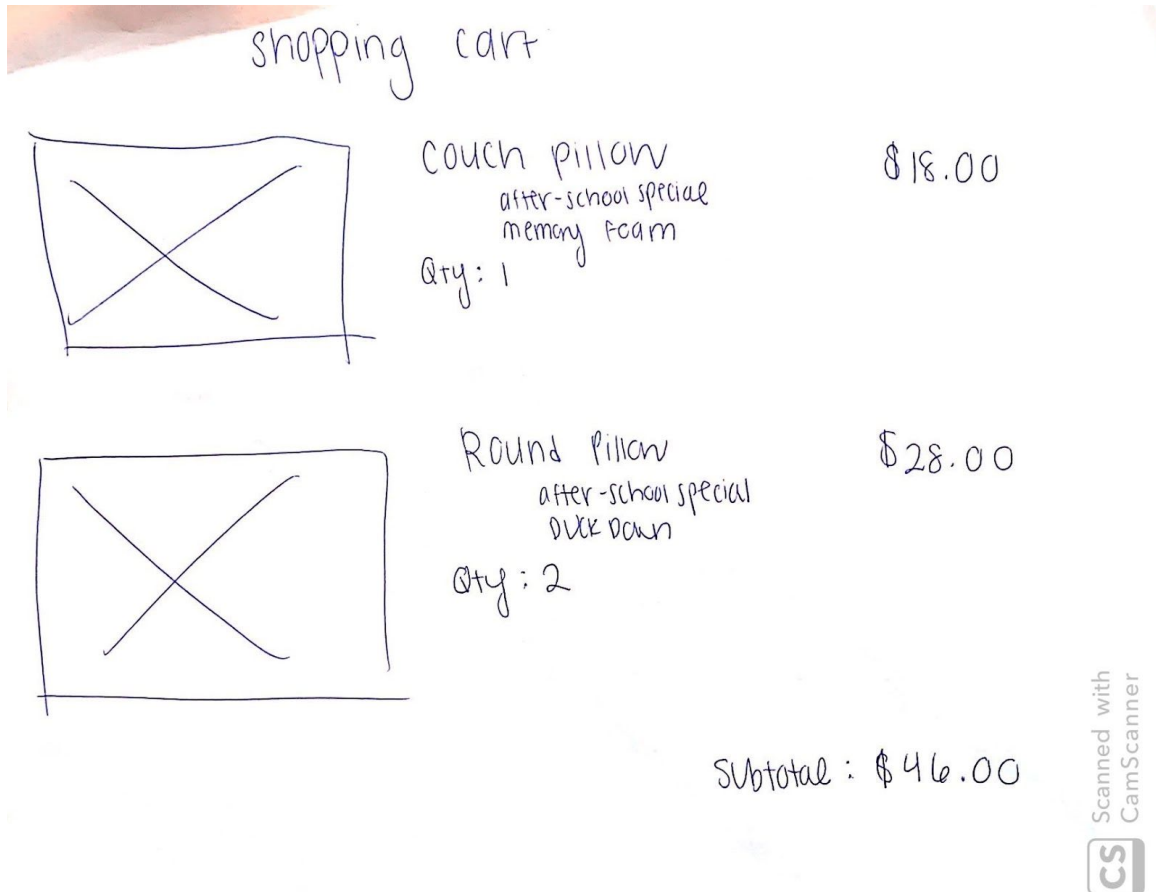 shopping cart
couch pillow $18.00
after-school special
memory foam
Qty: 1
Round Pillow $28.00
after-school special
Duck Down
Qty: 2
subtotal: $46.00
CS Scanned with
CamScanner